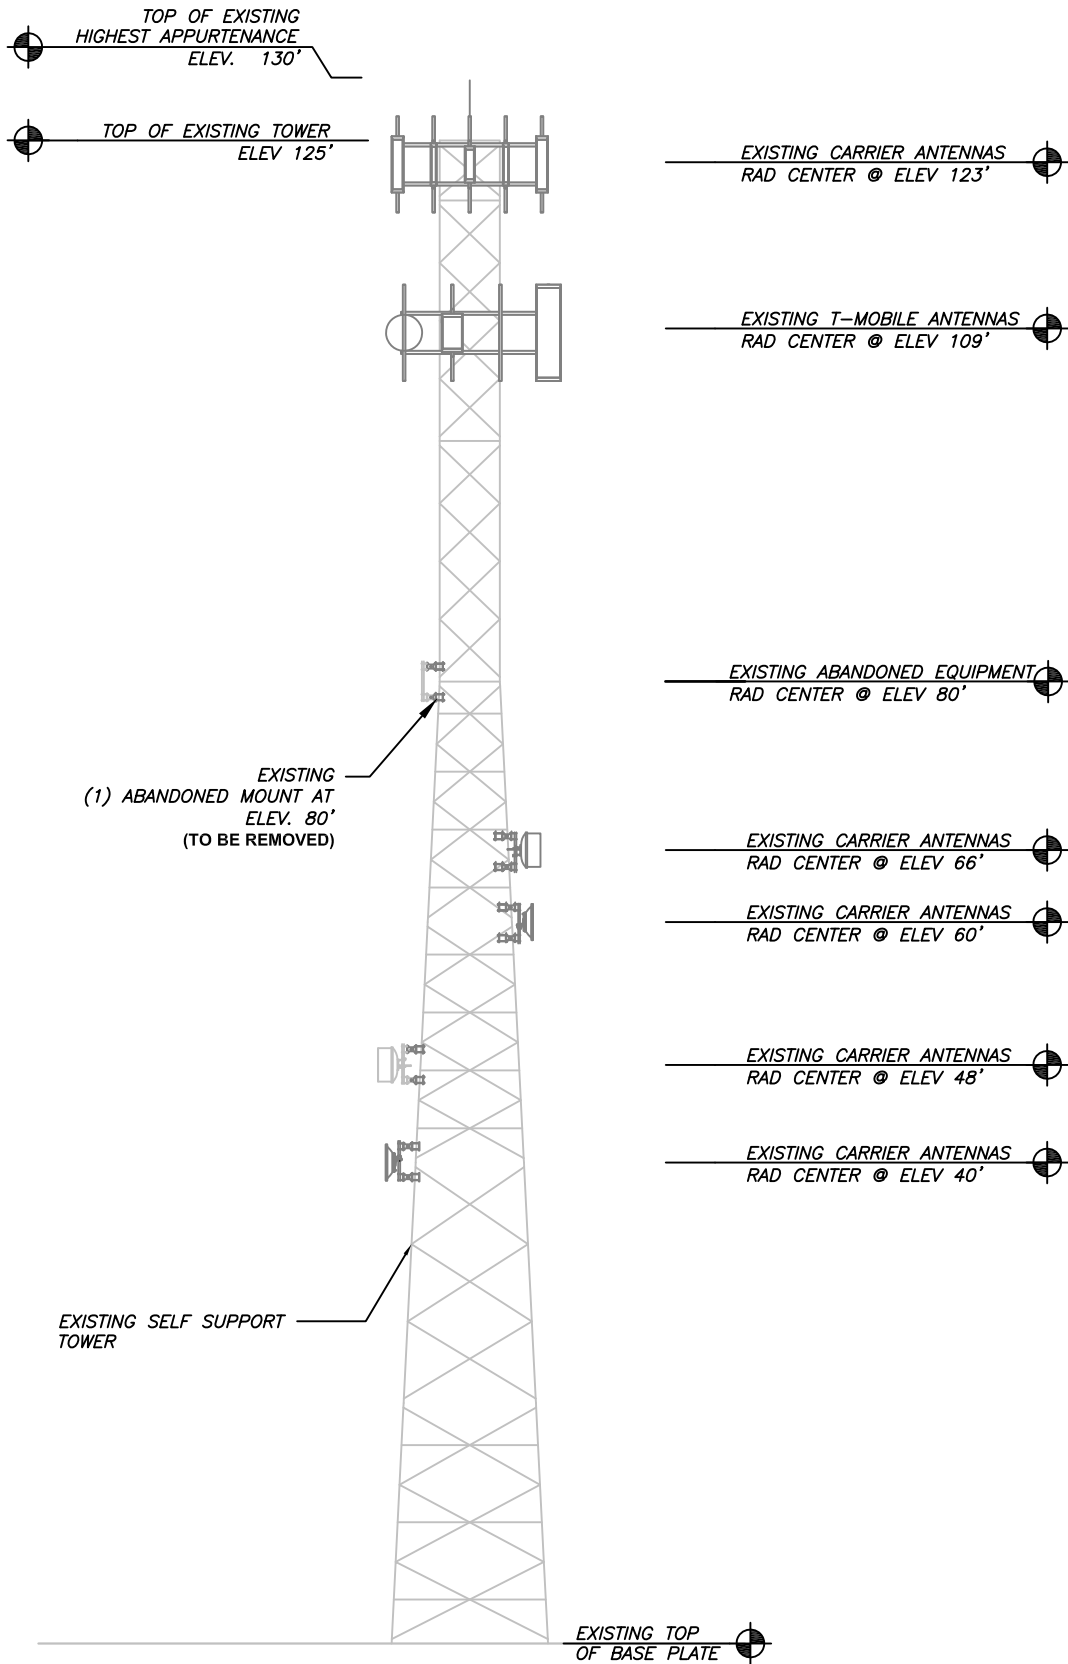 TOP OF EXISTING
HIGHEST APPURTENANCE
ELEV. 130'
TOP OF EXISTING TOWER
ELEV 125'
EXISTING CARRIER ANTENNAS
RAD CENTER @ ELEV 123'
EXISTING T-MOBILE ANTENNAS
RAD CENTER @ ELEV 109'
EXISTING ABANDONED EQUIPMENT
RAD CENTER @ ELEV 80'
EXISTING
(1) ABANDONED MOUNT AT
ELEV. 80'
(TO BE REMOVED)
EXISTING CARRIER ANTENNAS
RAD CENTER @ ELEV 66'
EXISTING CARRIER ANTENNAS
RAD CENTER @ ELEV 60'
EXISTING CARRIER ANTENNAS
RAD CENTER @ ELEV 48'
EXISTING CARRIER ANTENNAS
RAD CENTER @ ELEV 40'
EXISTING SELF SUPPORT
TOWER
EXISTING TOP
OF BASE PLATE